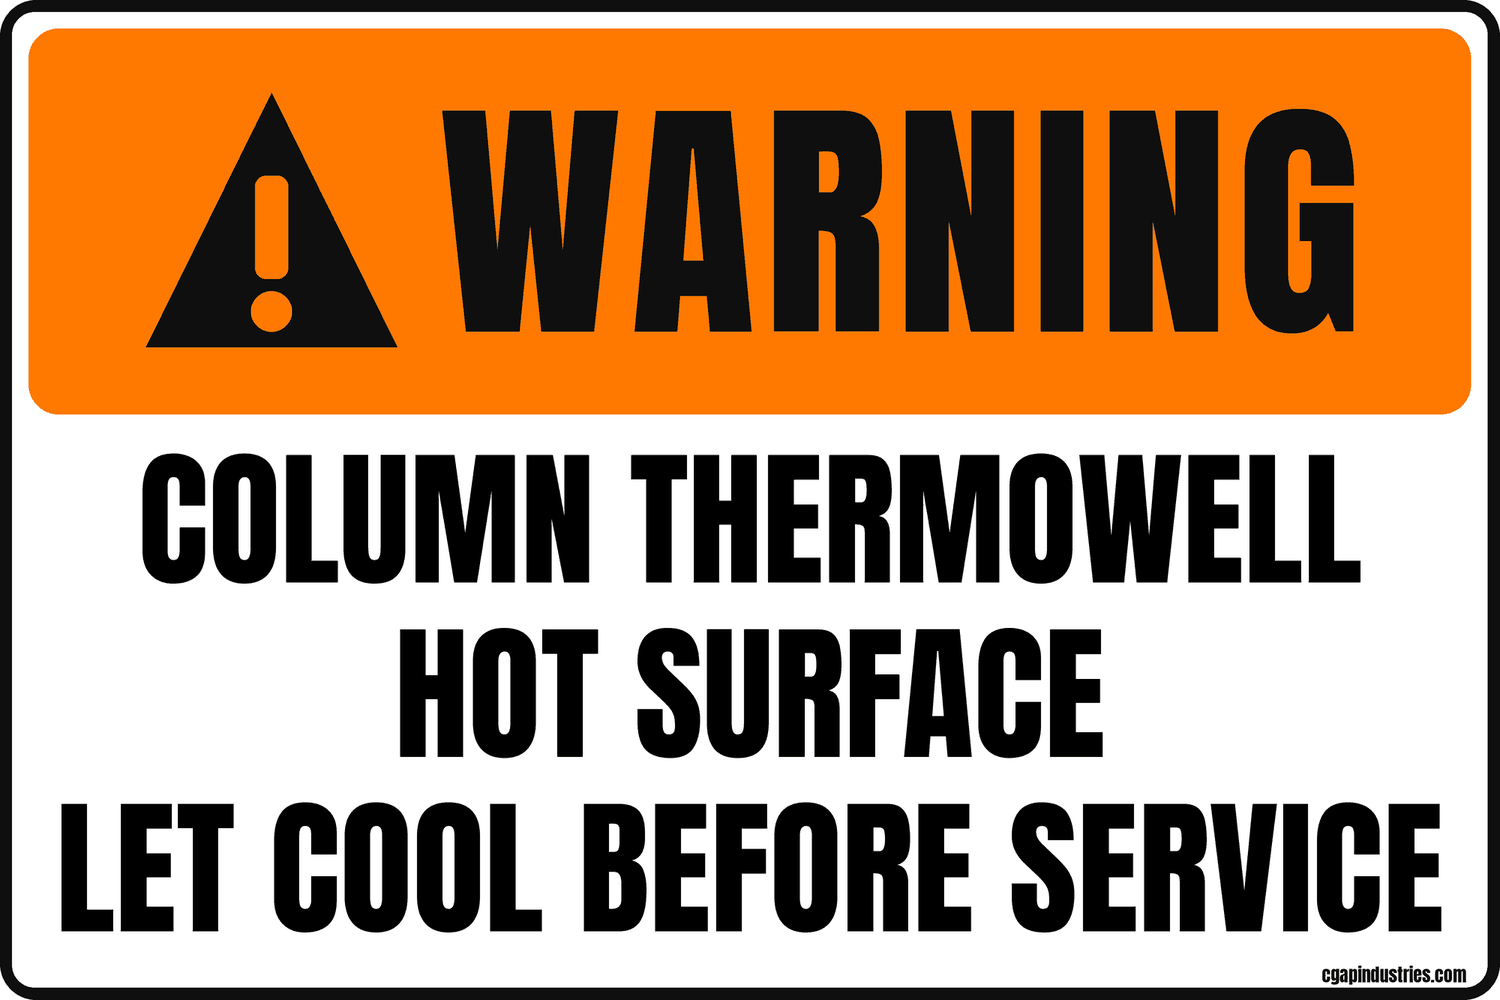 WARNING
COLUMN THERMOWELL
HOT SURFACE
LET COOL BEFORE SERVICE
cgapindustries.com